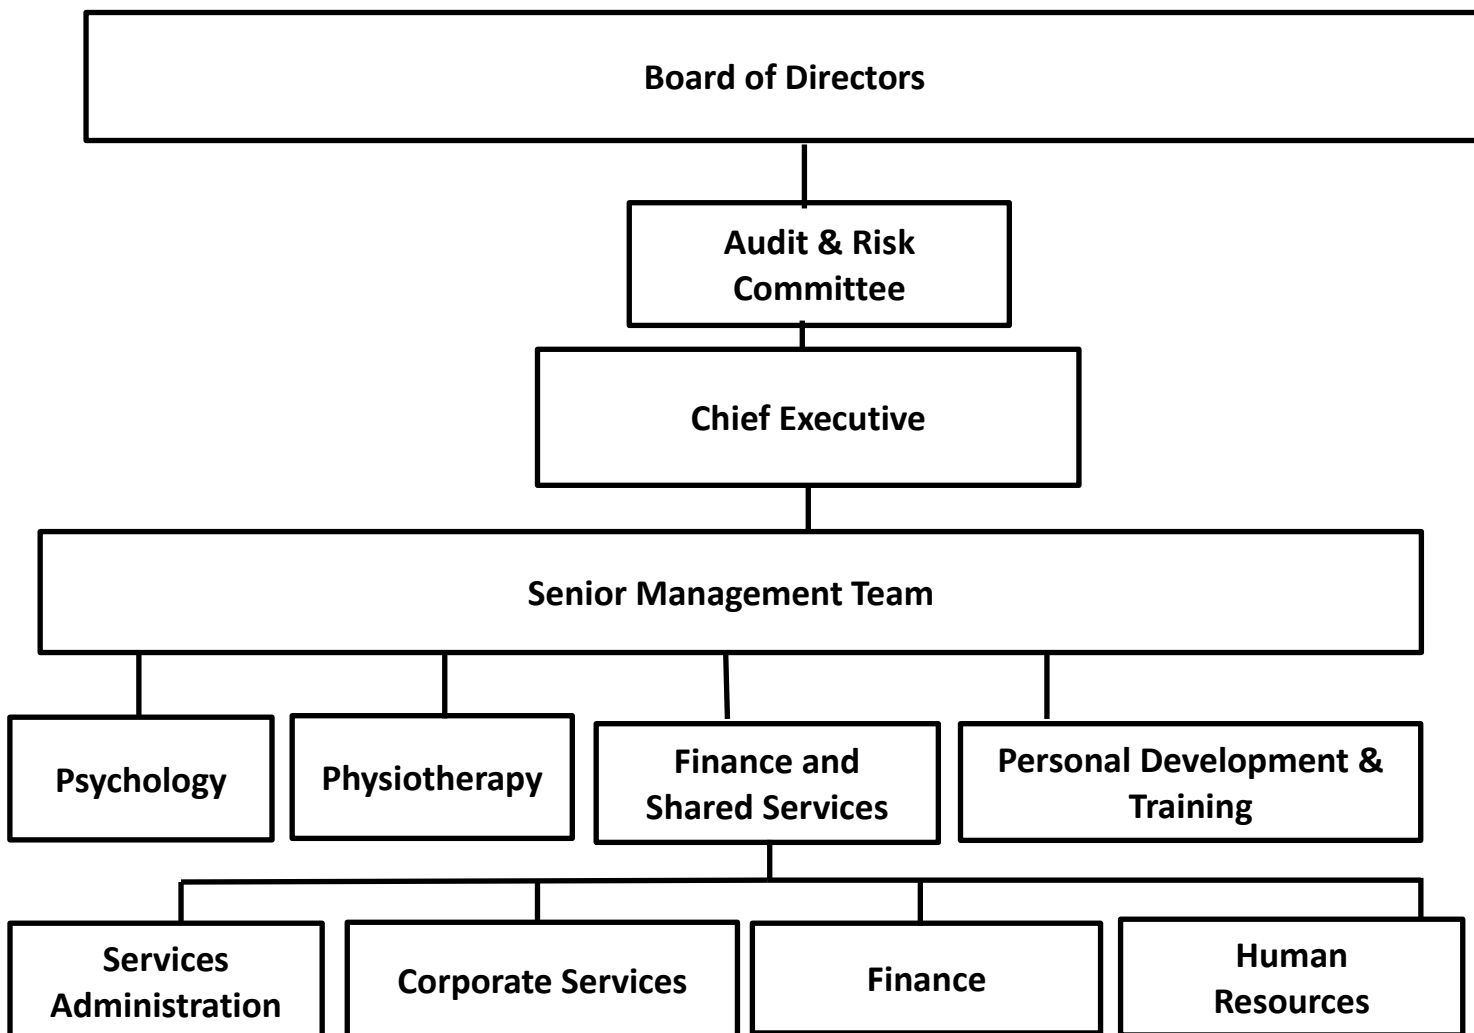 Board of Directors
Audit & Risk
Committee
Chief Executive
Senior Management Team
Psychology
Physiotherapy
Finance and
Shared Services
Personal Development &
Training
Services
Administration
Corporate Services
Finance
Human
Resources